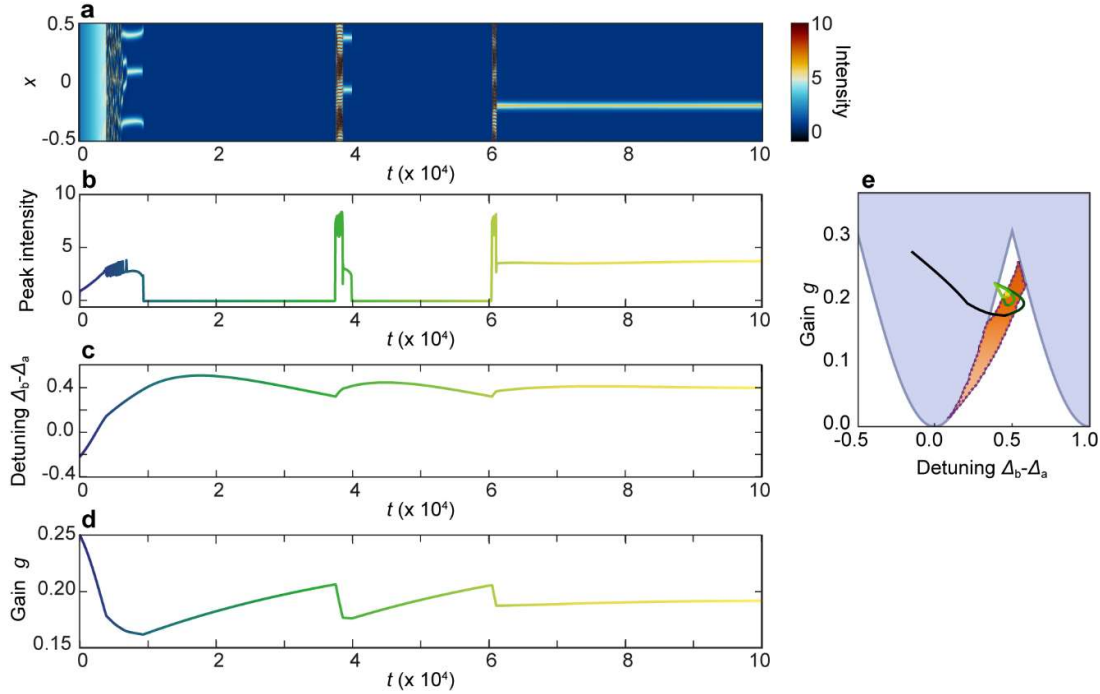 a
0.5
0
-0.5
x
0 2 4 6 8 10
t (x 10⁴)
10
5
0
Intensity
b
10
5
0
Peak intensity
0 2 4 6 8 10
t (x 10⁴)
c
0.4
0.0
-0.4
Detuning Δb-Δa
0 2 4 6 8 10
t (x 10⁴)
d
0.25
0.20
0.15
Gain g
0 2 4 6 8 10
t (x 10⁴)
e
0.3
0.2
0.1
0.0
Gain g
-0.5 0.0 0.5 1.0
Detuning Δb-Δa